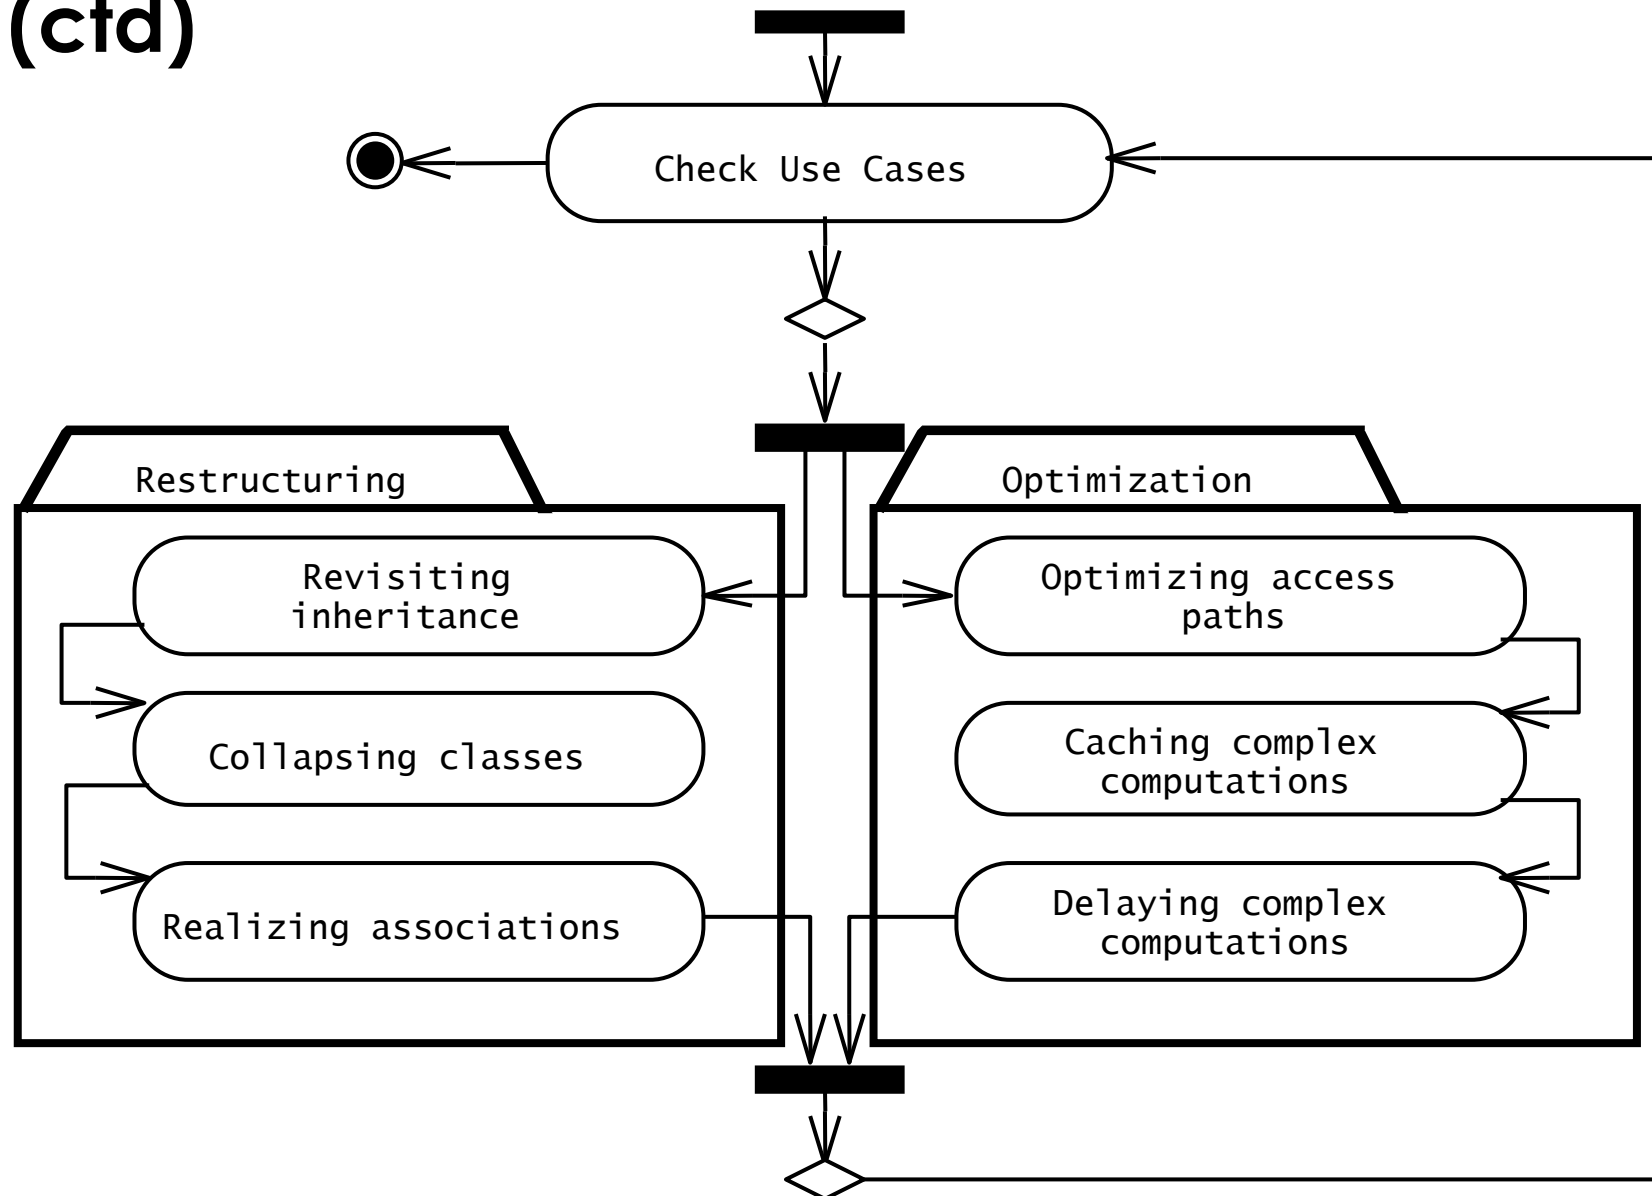 (ctd)
Check Use Cases
Restructuring
Optimization
Revisiting
inheritance
Optimizing access
paths
Collapsing classes
Caching complex
computations
Realizing associations
Delaying complex
computations